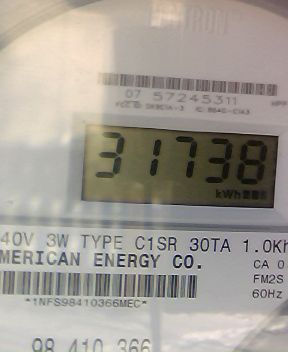 07 57245311
31738
kWh
40V 3W TYPE C1SR 30TA 1.0Kh
MERICAN ENERGY CO.
CA 0
FM2S
60Hz
*1NFS98410366MEC*
98 410 366